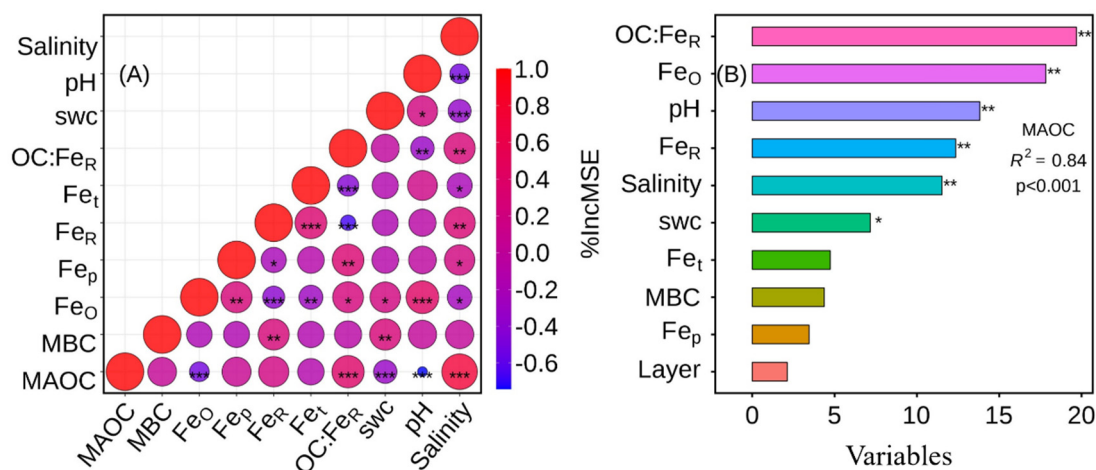 (A)
Salinity
pH
swc
OC:FeR
Fet
FeR
Fep
FeO
MBC
MAOC
***
* ***
** **
*** *
*** *** **
* ** *
** *** ** * * *** *
** **
*** *** *** *** ***
MAOC MBC FeO Fep FeR Fet OC:FeR swc pH Salinity
1.0
0.8
0.6
0.4
0.2
0.0
-0.2
-0.4
-0.6
(B)
%IncMSE
OC:FeR **
FeO **
pH **
FeR **
Salinity **
swc *
Fet
MBC
Fep
Layer
MAOC
R² = 0.84
p<0.001
0 5 10 15 20
Variables